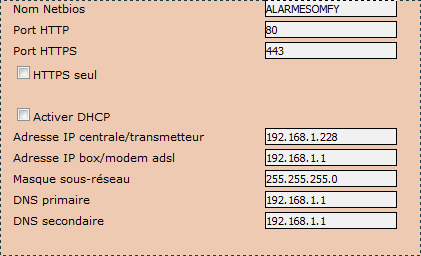 Nom Netbios ALARMESOMFY
Port HTTP 80
Port HTTPS 443
HTTPS seul
Activer DHCP
Adresse IP centrale/transmetteur 192.168.1.228
Adresse IP box/modem adsl 192.168.1.1
Masque sous-réseau 255.255.255.0
DNS primaire 192.168.1.1
DNS secondaire 192.168.1.1